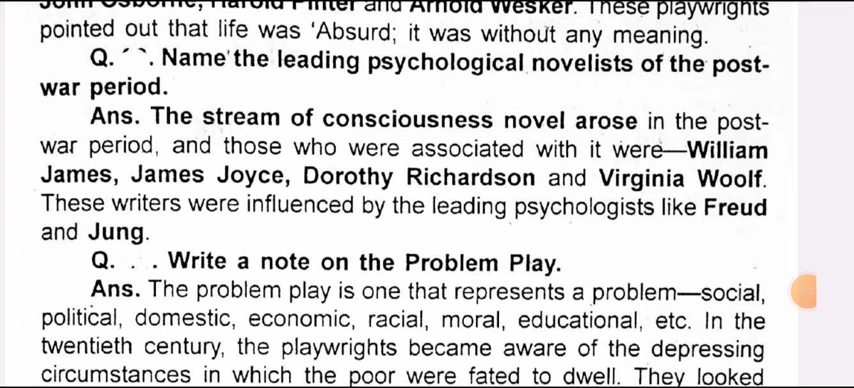 John Osborne, Harold Pinter and Arnold Wesker. These playwrights
pointed out that life was 'Absurd; it was without any meaning.
Q. . Name the leading psychological novelists of the post-
war period.
Ans. The stream of consciousness novel arose in the post-
war period, and those who were associated with it were—William
James, James Joyce, Dorothy Richardson and Virginia Woolf.
These writers were influenced by the leading psychologists like Freud
and Jung.
Q. . . Write a note on the Problem Play.
Ans. The problem play is one that represents a problem—social,
political, domestic, economic, racial, moral, educational, etc. In the
twentieth century, the playwrights became aware of the depressing
circumstances in which the poor were fated to dwell. They looked